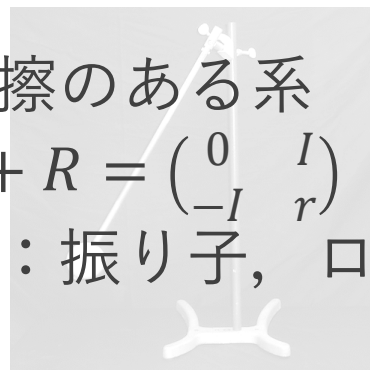 擦のある系
+ R = ( 0 I
-I r )
：振り子， ロ